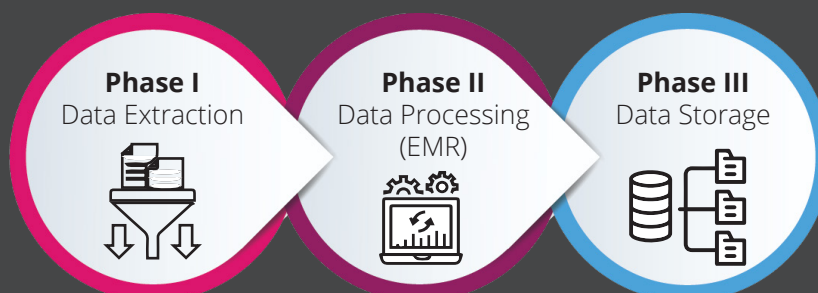 Phase I
Data Extraction
Phase II
Data Processing
(EMR)
Phase III
Data Storage